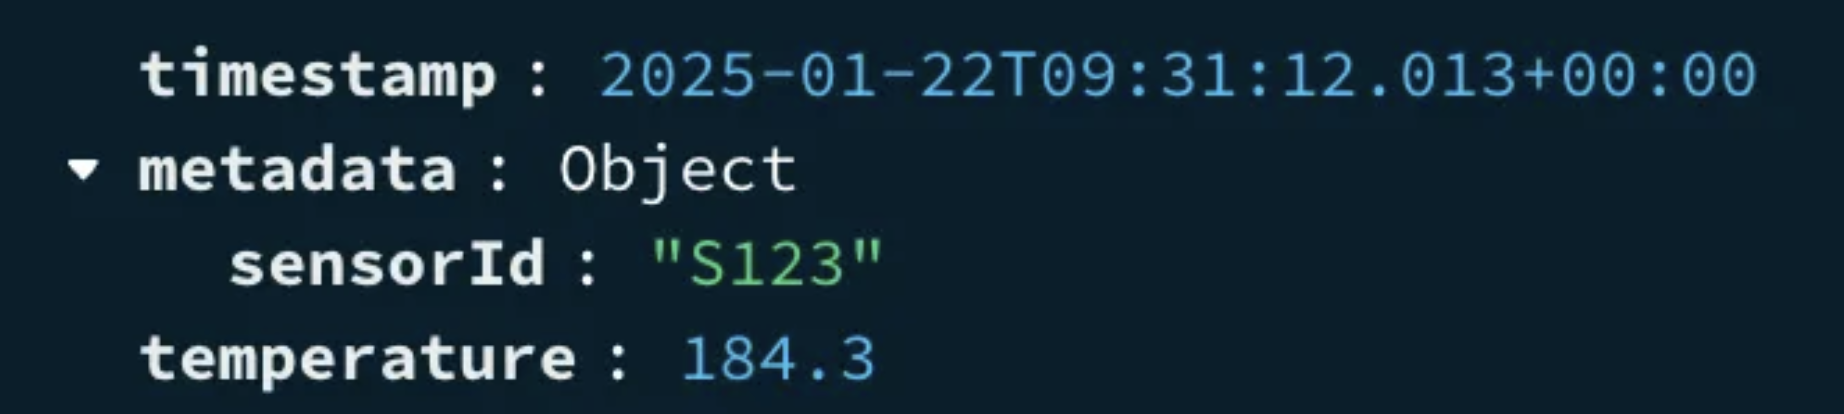 timestamp : 2025-01-22T09:31:12.013+00:00
metadata : Object
sensorId : "S123"
temperature : 184.3